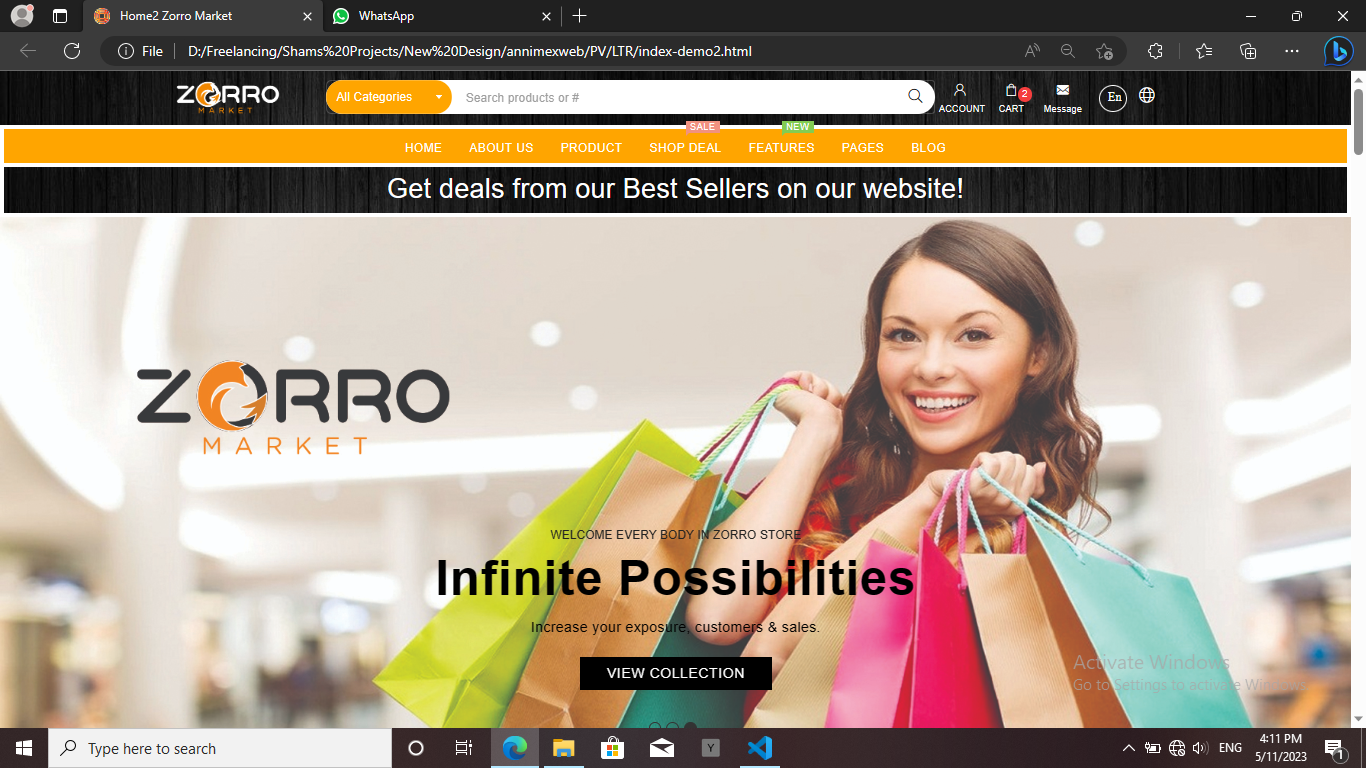 Home2 Zorro Market
WhatsApp
File
D:/Freelancing/Shams%20Projects/New%20Design/annimexweb/PV/LTR/index-demo2.html
ZORRO
MARKET
All Categories
Search products or #
ACCOUNT
2
CART
Message
En
SALE
NEW
HOME ABOUT US PRODUCT SHOP DEAL FEATURES PAGES BLOG
Get deals from our Best Sellers on our website!
ZORRO
MARKET
WELCOME EVERY BODY IN ZORRO STORE
Infinite Possibilities
Increase your exposure, customers & sales.
VIEW COLLECTION
Activate Windows
Go to Settings to activate Windows.
Type here to search
Y
ENG
4:11 PM
5/11/2023
1